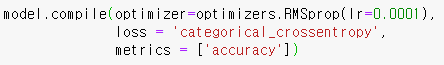 model.compile(optimizer=optimizers.RMSprop(lr=0.0001),
loss = 'categorical_crossentropy',
metrics = ['accuracy'])